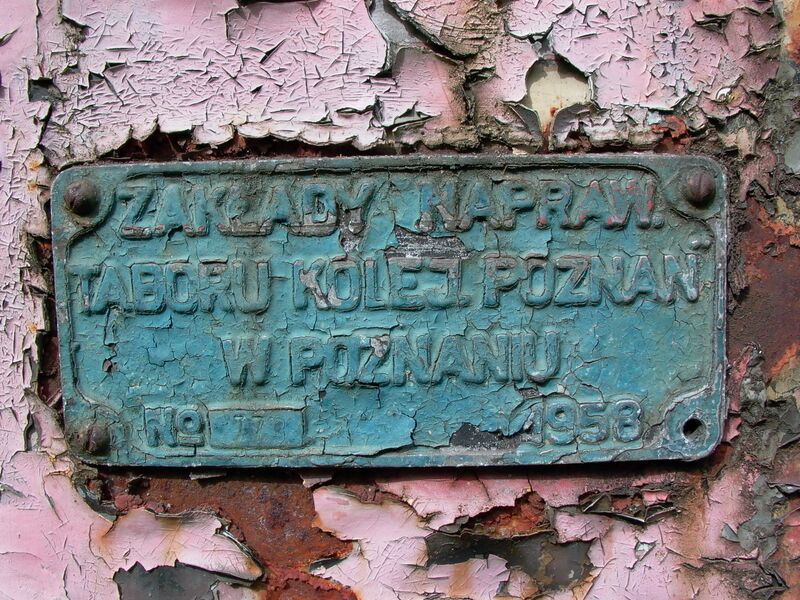 ZAKŁADY NAPRAW.
TABORU KOLEJ. POZNAŃ
W POZNANIU
No 1958